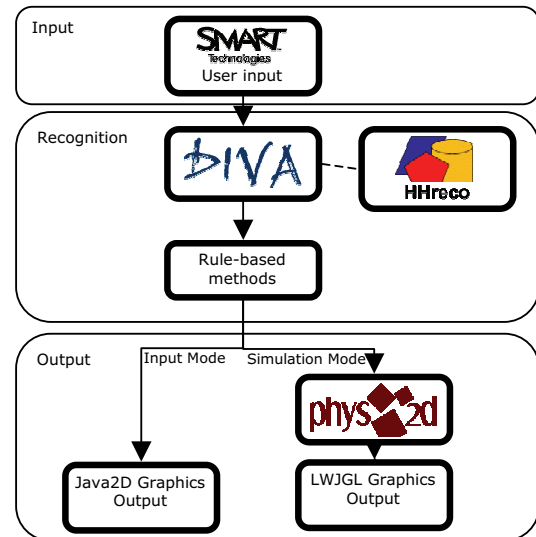 Input
SMART
Technologies
User input
Recognition
DIVA
HHreco
Rule-based
methods
Output
Input Mode
Simulation Mode
phys2d
Java2D Graphics
Output
LWJGL Graphics
Output